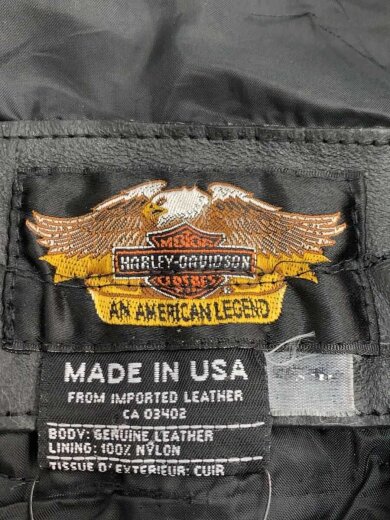 MOTOR
HARLEY-DAVIDSON
CLOTHES
AN AMERICAN LEGEND
MADE IN USA
FROM IMPORTED LEATHER
CA 03402
BODY: GENUINE LEATHER
LINING: 100% NYLON
TISSUE D'EXTERIEUR: CUIR